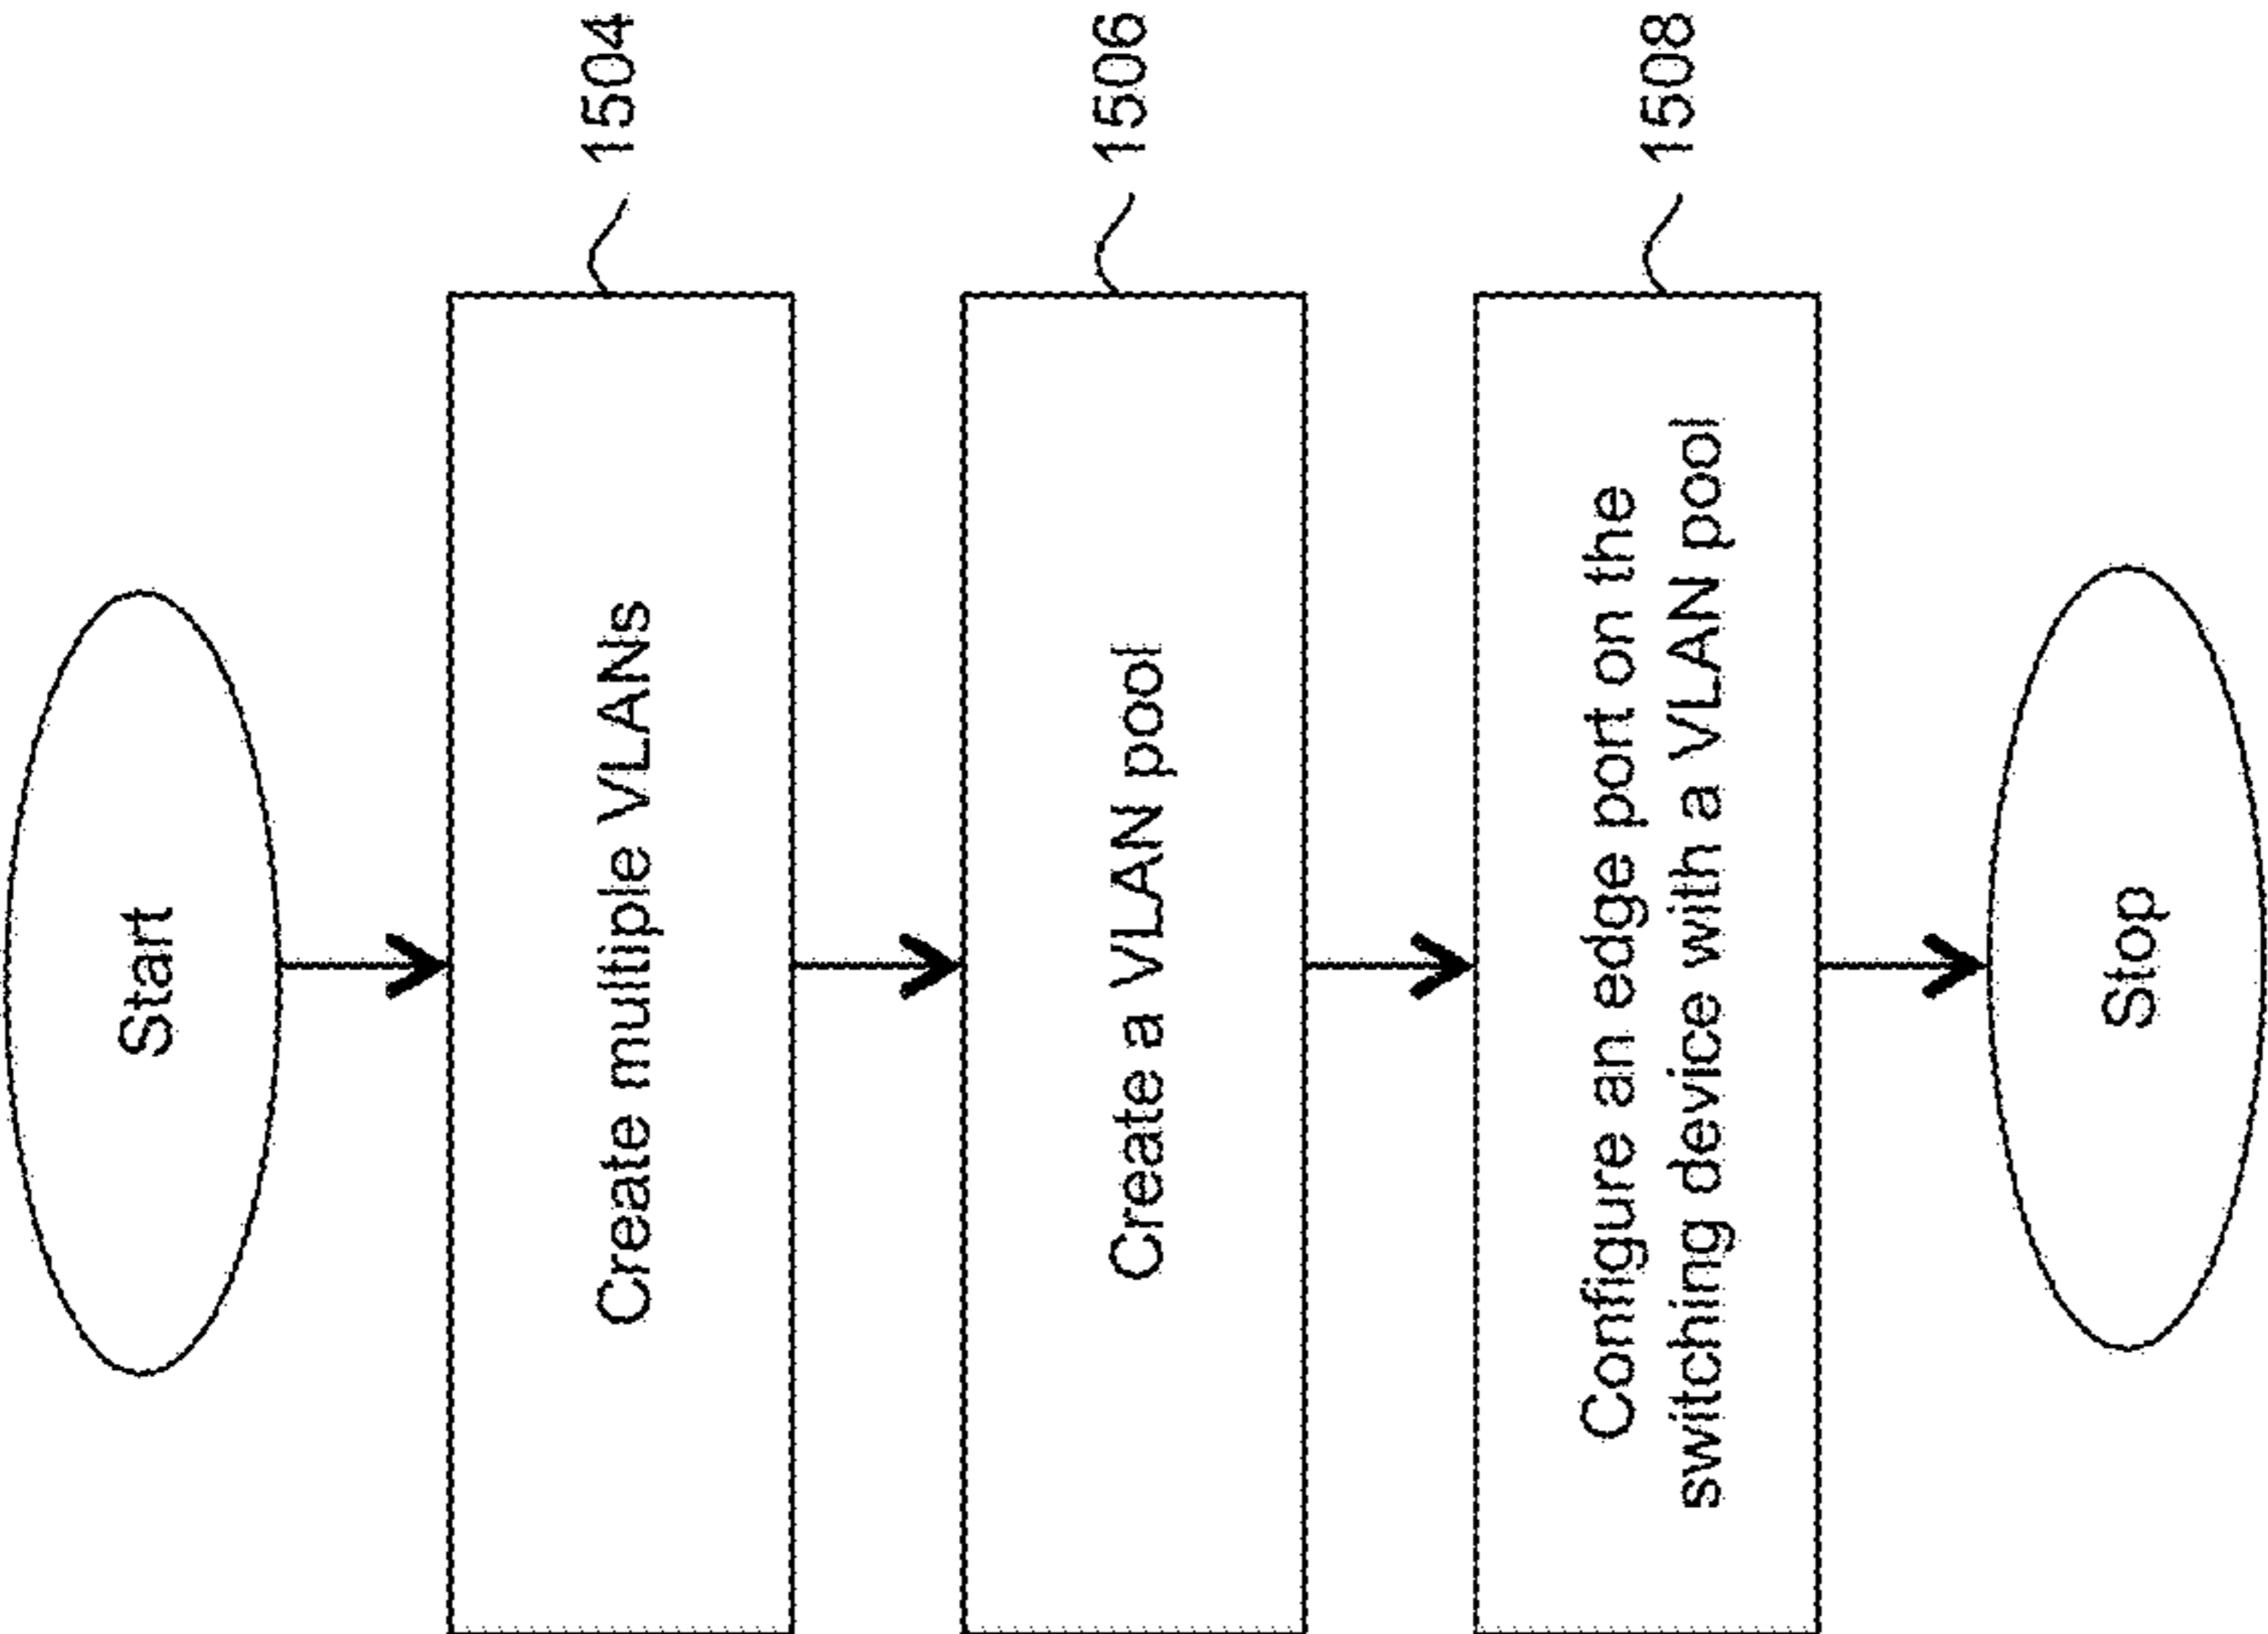 Start
Create multiple VLANs
1504
Create a VLAN pool
1506
Configure an edge port on the
switching device with a VLAN pool
1508
Stop